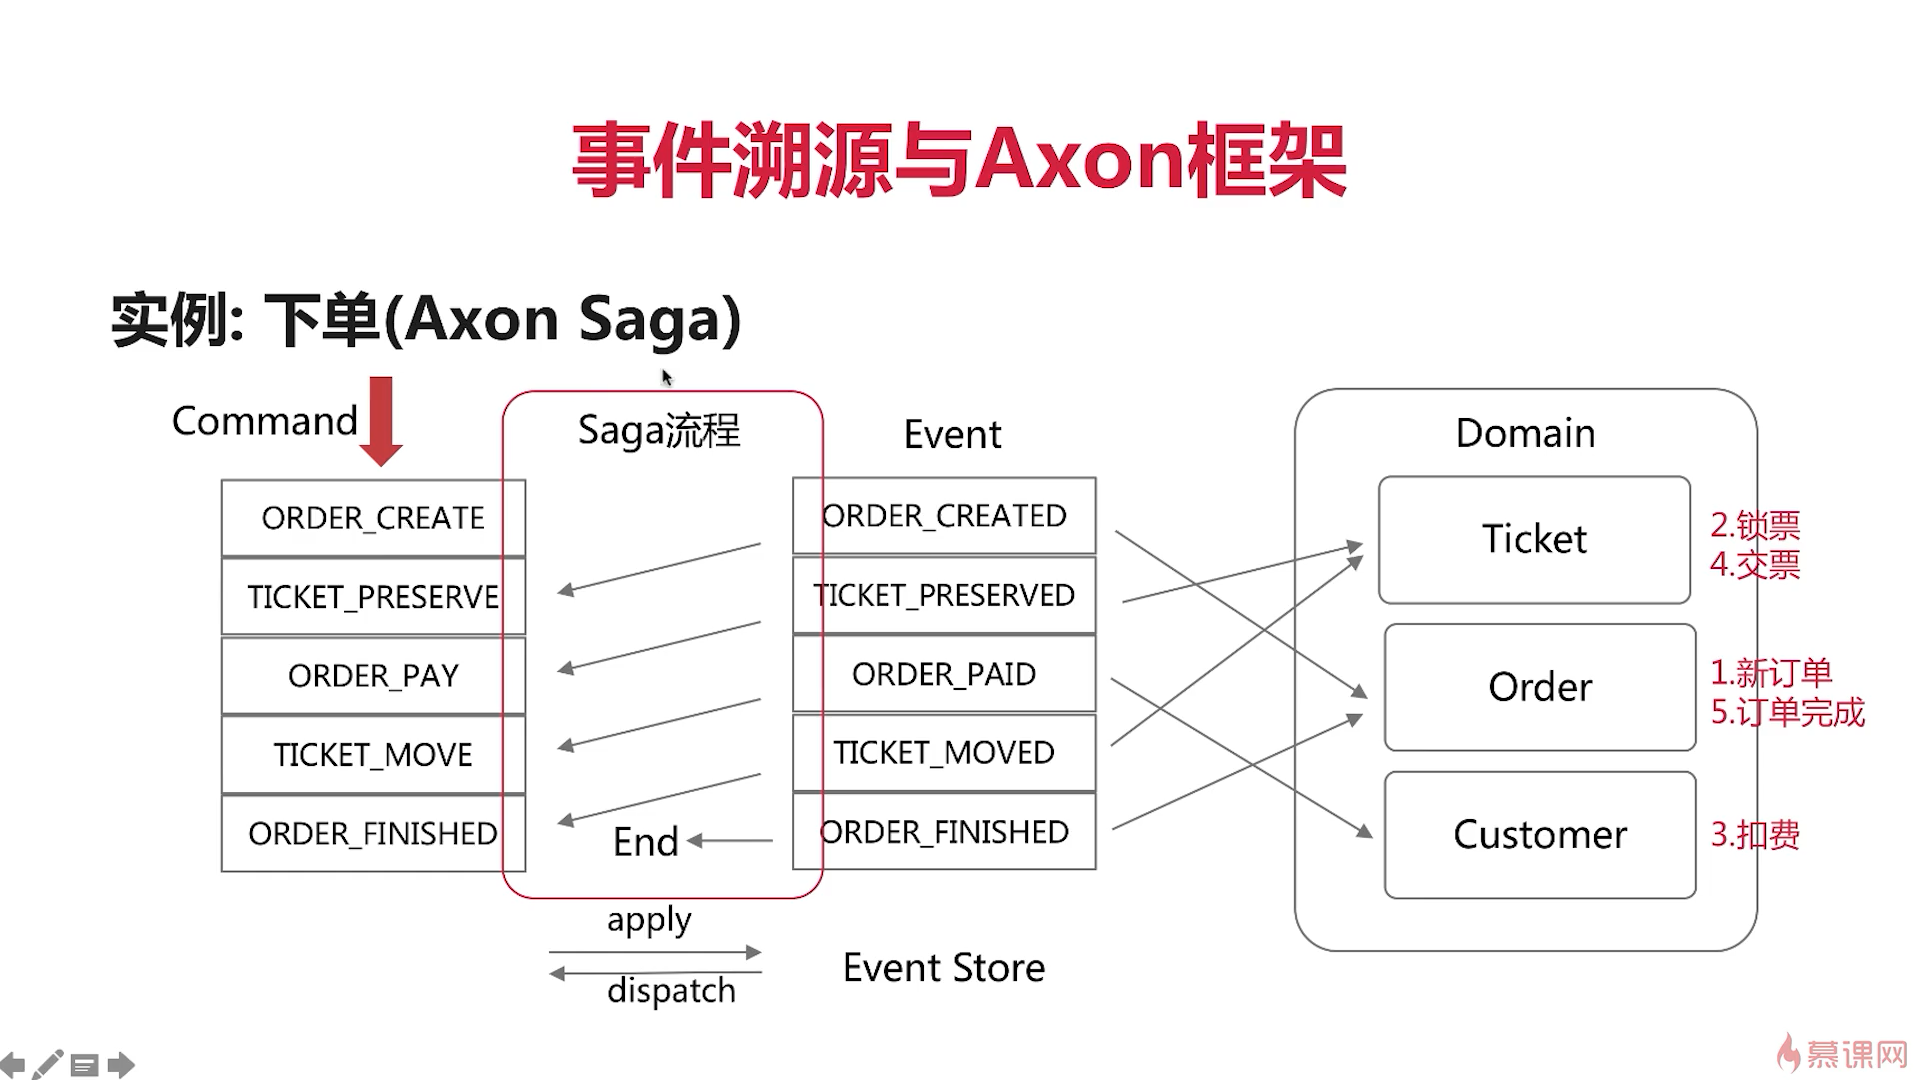 事件溯源与Axon框架
实例: 下单(Axon Saga)
Command
Saga流程
Event
Domain
ORDER_CREATE
TICKET_PRESERVE
ORDER_PAY
TICKET_MOVE
ORDER_FINISHED
End
ORDER_CREATED
TICKET_PRESERVED
ORDER_PAID
TICKET_MOVED
ORDER_FINISHED
Ticket
2.锁票
4.交票
Order
1.新订单
5.订单完成
Customer
3.扣费
apply
dispatch
Event Store
慕课网